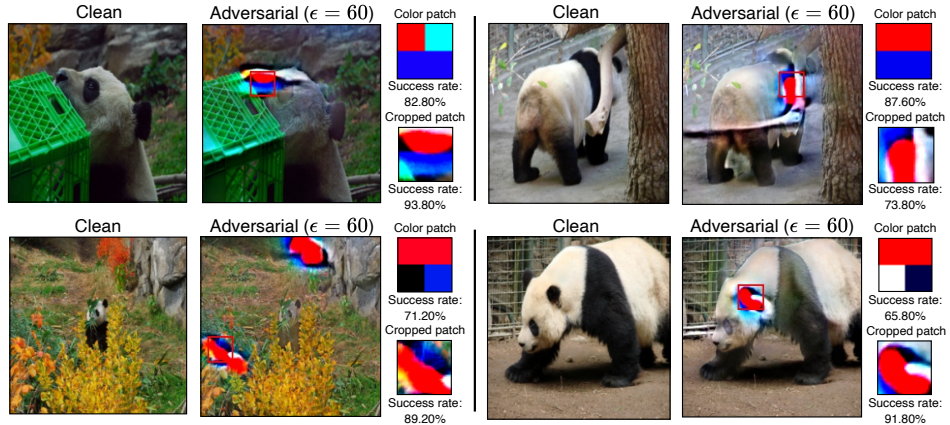 Clean
Adversarial (ϵ = 60)
Color patch
Success rate:
82.80%
Cropped patch
Success rate:
93.80%
Clean
Adversarial (ϵ = 60)
Color patch
Success rate:
87.60%
Cropped patch
Success rate:
73.80%
Clean
Adversarial (ϵ = 60)
Color patch
Success rate:
71.20%
Cropped patch
Success rate:
89.20%
Clean
Adversarial (ϵ = 60)
Color patch
Success rate:
65.80%
Cropped patch
Success rate:
91.80%